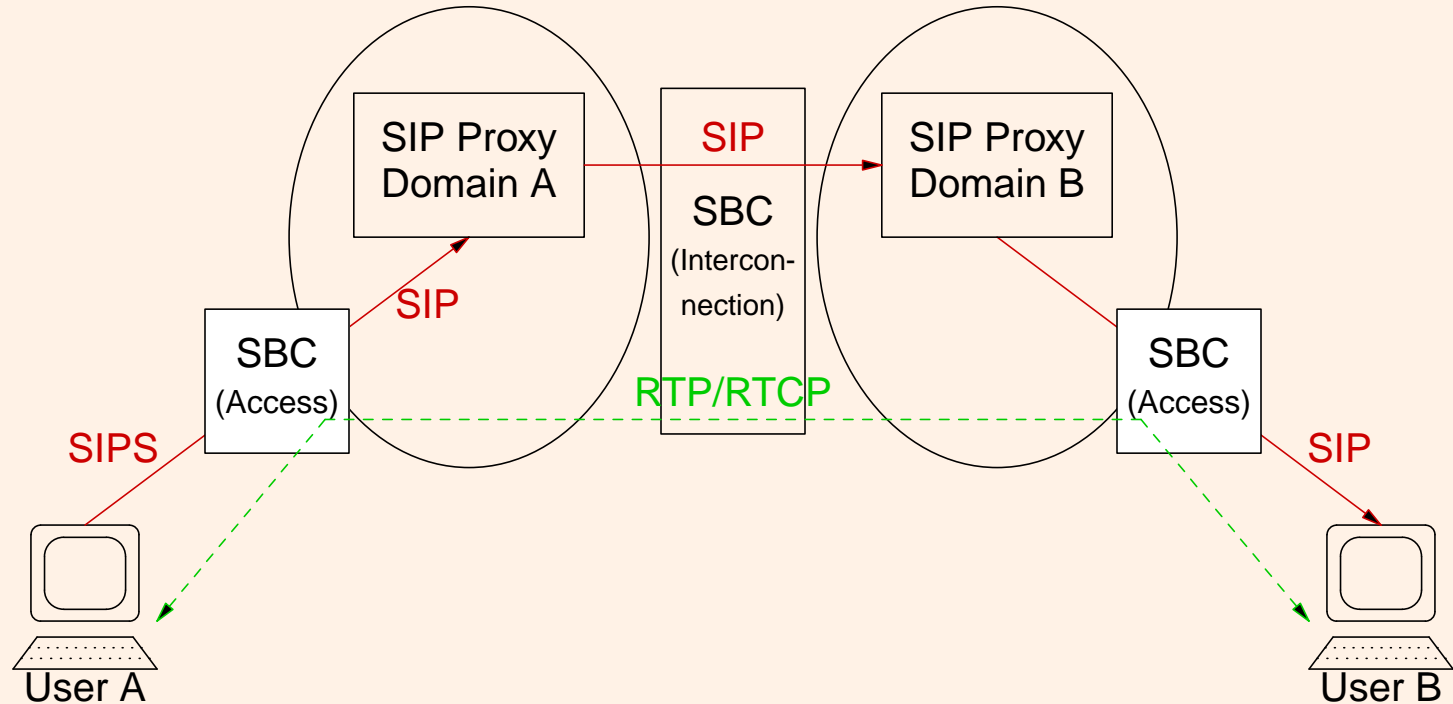 SIP Proxy
Domain A
SIP
SBC
(Intercon-
nection)
SIP Proxy
Domain B
SIP
SBC
(Access)
SBC
(Access)
RTP/RTCP
SIPS
SIP
User A
User B